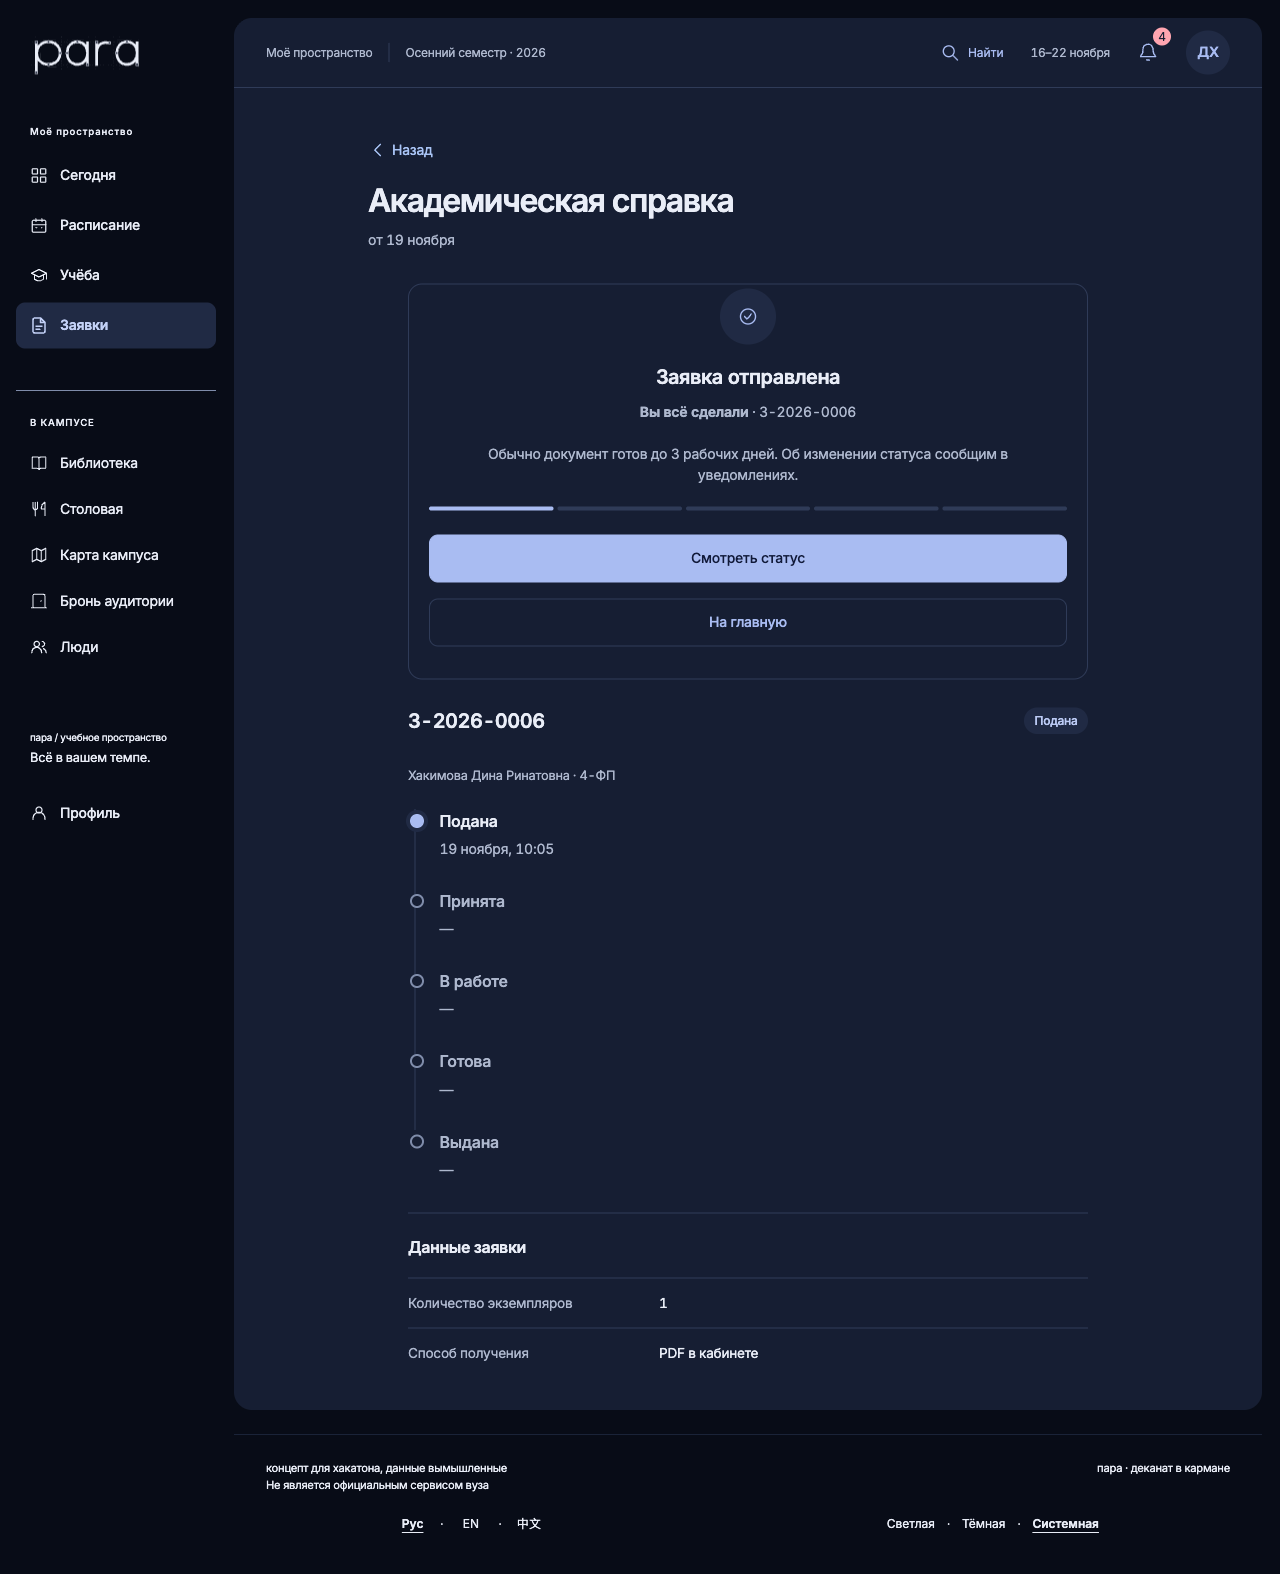 para
Моё пространство
Сегодня
Расписание
Учёба
Заявки
В КАМПУСЕ
Библиотека
Столовая
Карта кампуса
Бронь аудитории
Люди
пара / учебное пространство
Всё в вашем темпе.
Профиль
Моё пространство
Осенний семестр · 2026
Найти
16–22 ноября
4
ДХ
Назад
Академическая справка
от 19 ноября
Заявка отправлена
Вы всё сделали · З-2026-0006
Обычно документ готов до 3 рабочих дней. Об изменении статуса сообщим в
уведомлениях.
Смотреть статус
На главную
З-2026-0006
Подана
Хакимова Дина Ринатовна · 4-ФП
Подана
19 ноября, 10:05
Принята
—
В работе
—
Готова
—
Выдана
—
Данные заявки
Количество экземпляров
1
Способ получения
PDF в кабинете
концепт для хакатона, данные вымышленные
Не является официальным сервисом вуза
пара · деканат в кармане
Рус · EN · 中文
Светлая · Тёмная · Системная